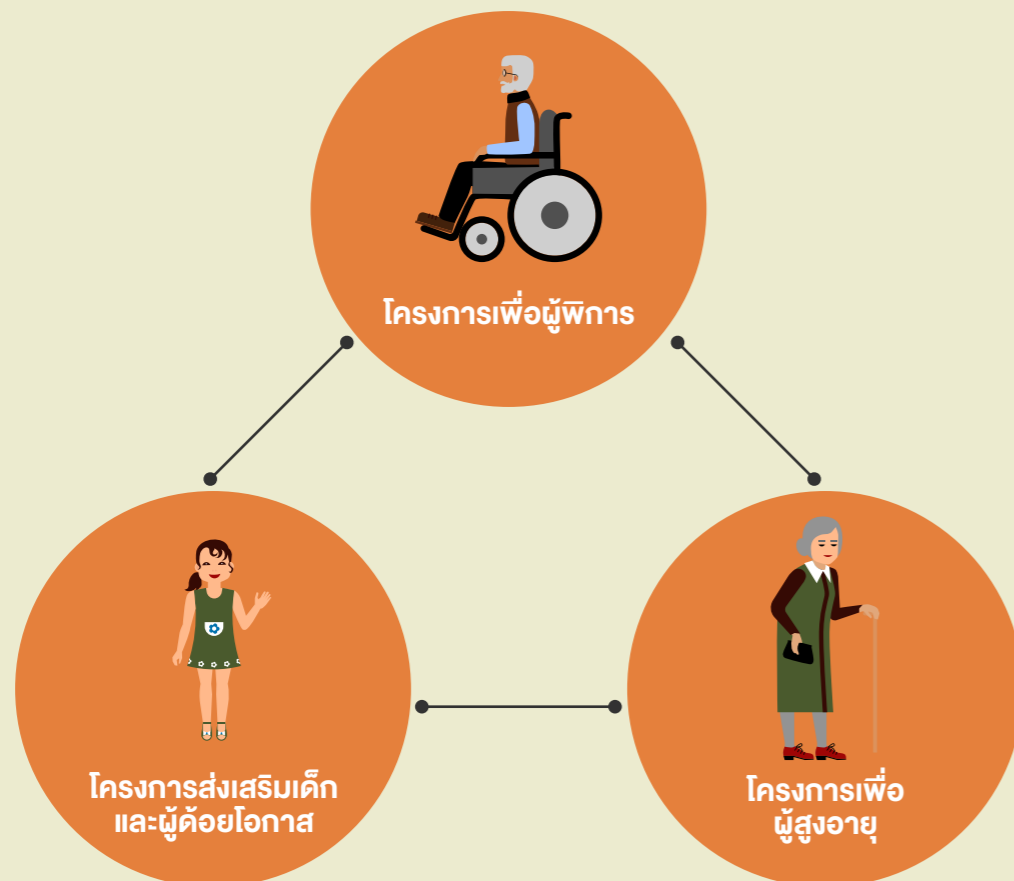 โครงการเพื่อผู้พิการ
โครงการส่งเสริมเด็ก
และผู้ด้อยโอกาส
โครงการเพื่อ
ผู้สูงอายุ